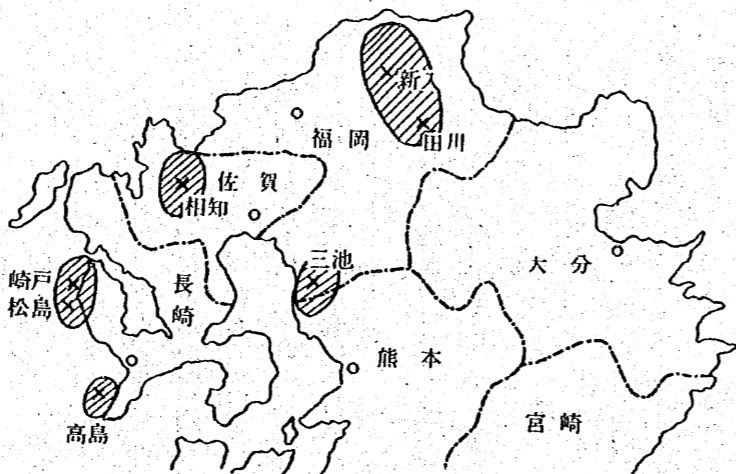 新入
福岡
田川
佐賀
相知
三池
大分
崎戸
松島
長崎
熊本
宮崎
高島